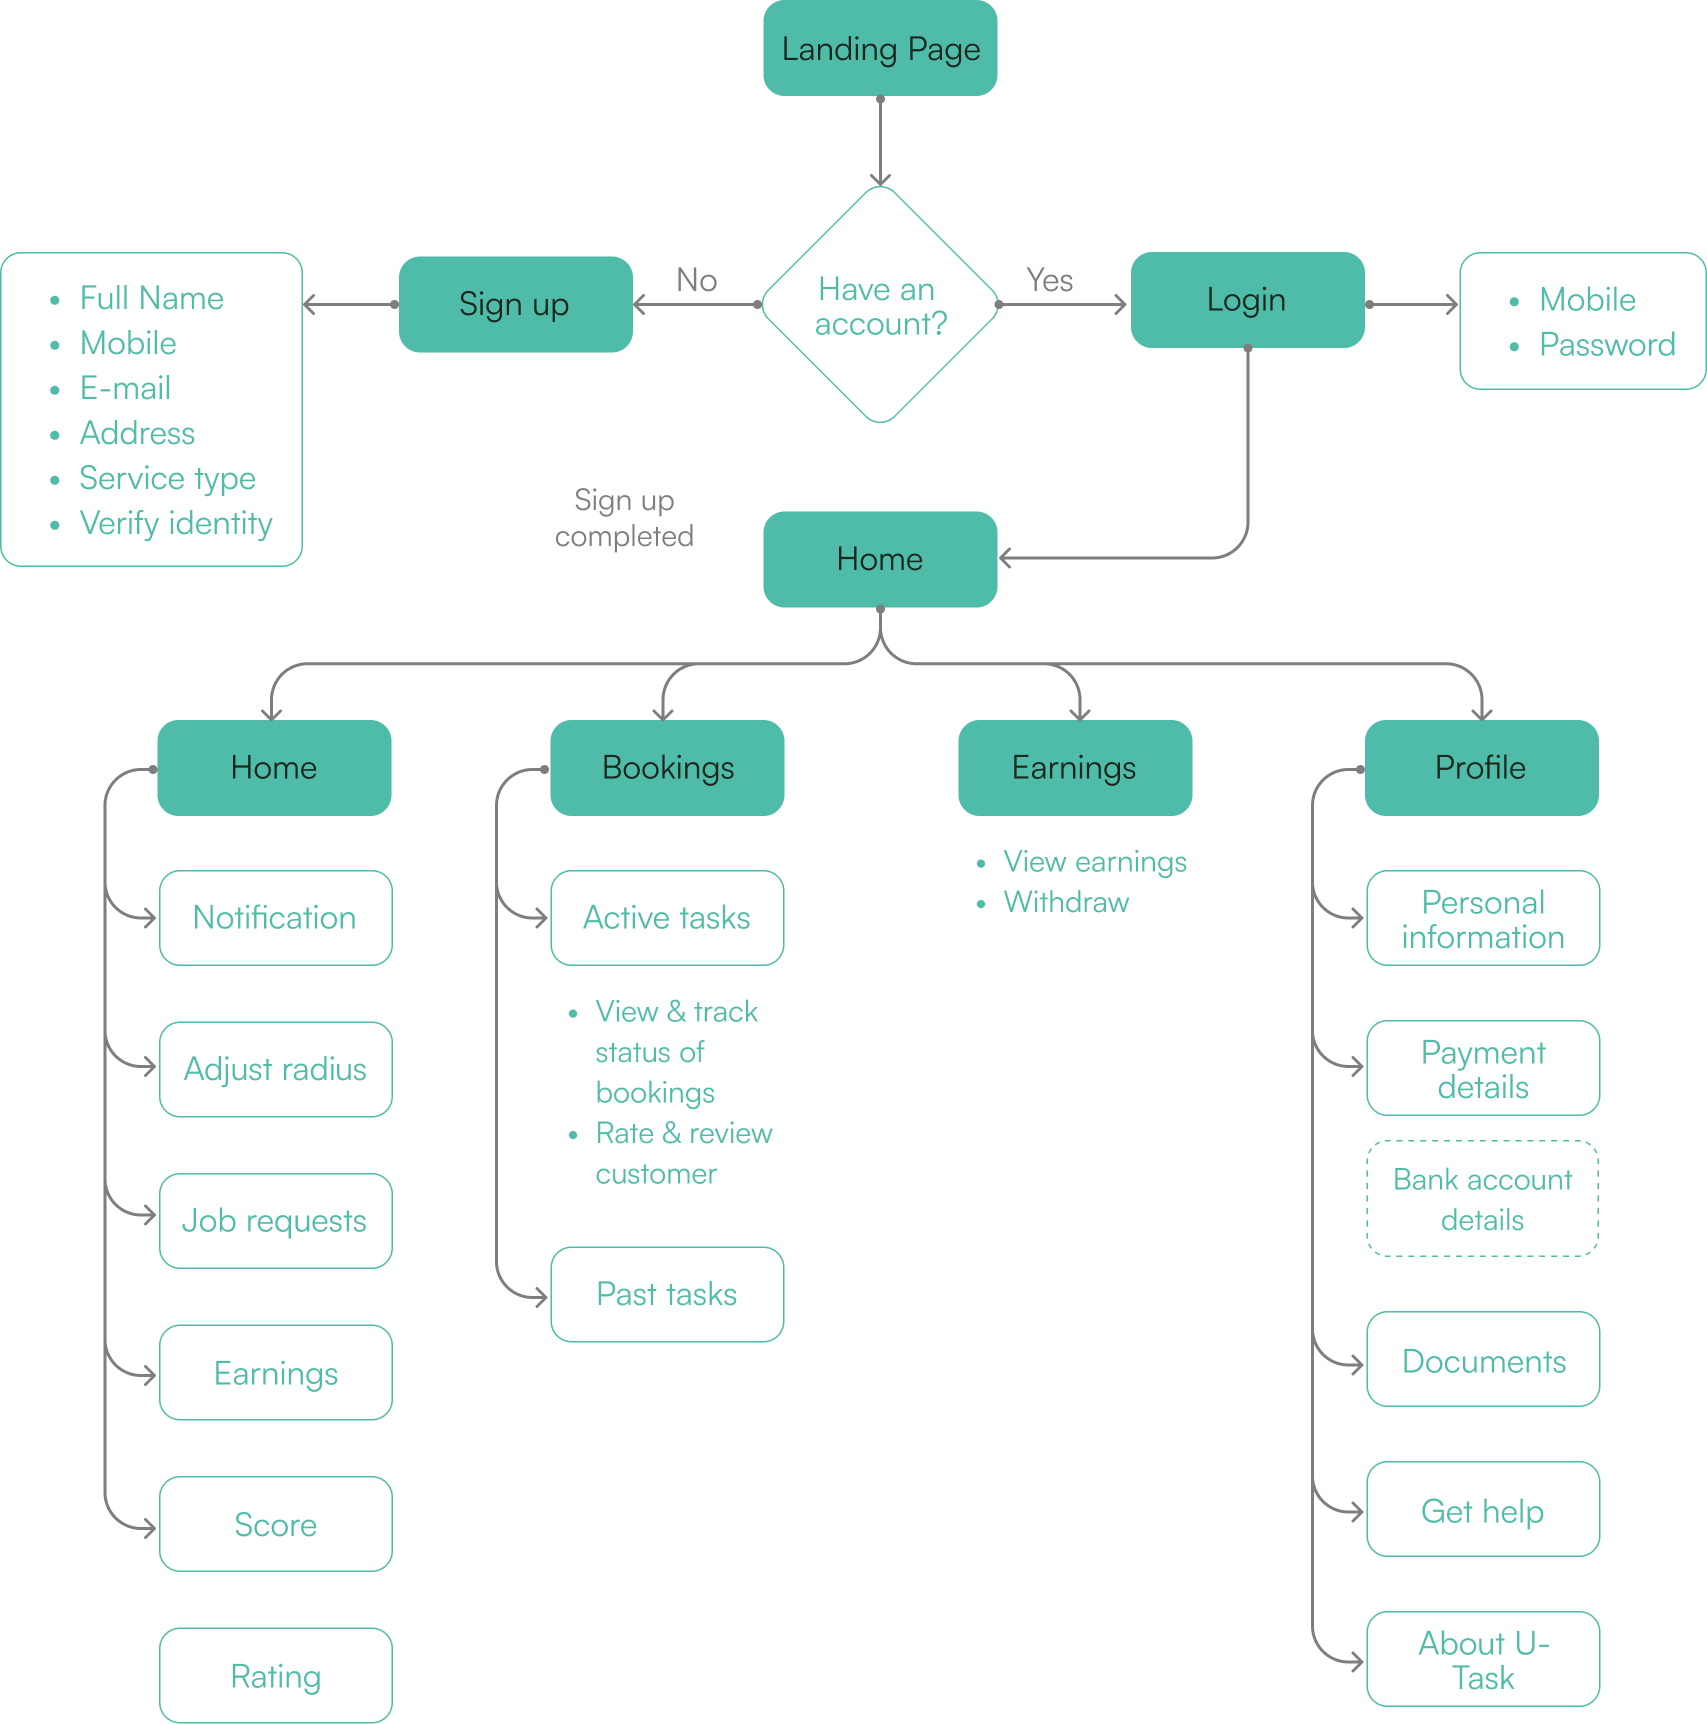 Landing Page
Have an
account?
No
Yes
Sign up
Login
• Full Name
• Mobile
• E-mail
• Address
• Service type
• Verify identity
• Mobile
• Password
Sign up
completed
Home
Home
Bookings
Earnings
Profile
Notification
Adjust radius
Job requests
Earnings
Score
Rating
Active tasks
• View & track
status of
bookings
• Rate & review
customer
Past tasks
• View earnings
• Withdraw
Personal
information
Payment
details
Bank account
details
Documents
Get help
About U-
Task